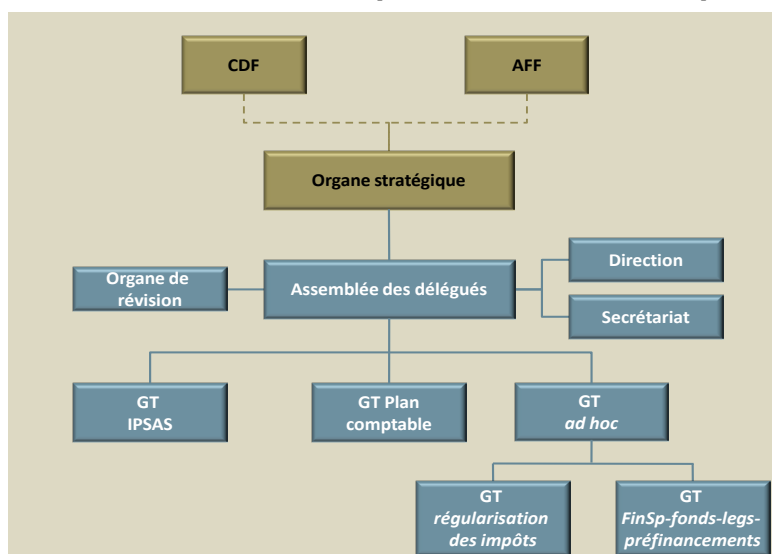 CDF
AFF
Organe stratégique
Organe de
révision
Assemblée des délégués
Direction
Secrétariat
GT
IPSAS
GT Plan
comptable
GT
ad hoc
GT
régularisation
des impôts
GT
FinSp-fonds-legs-
préfinancements